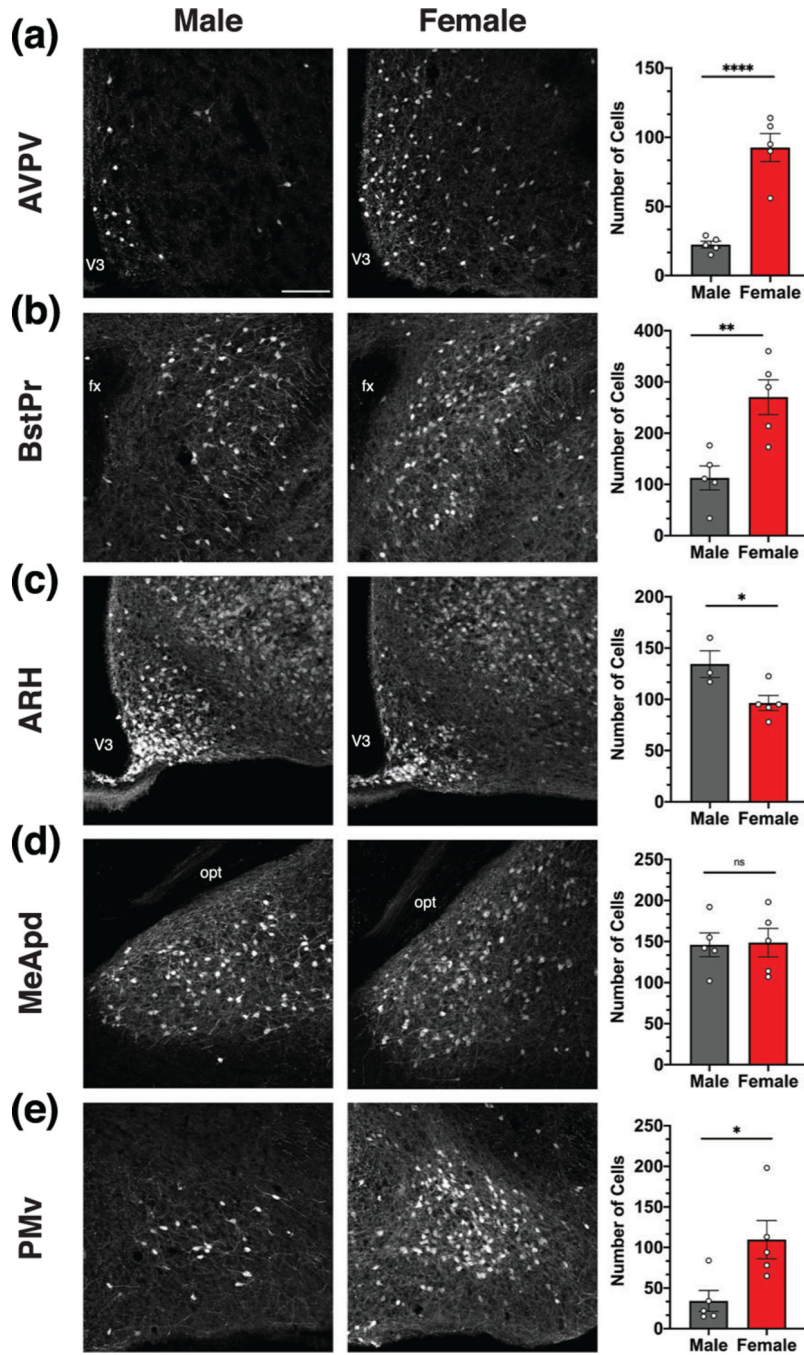 Male Female
(a)
AVPV
V3
V3
Number of Cells
150
100
50
0
****
Male Female
(b)
BstPr
fx
fx
Number of Cells
400
300
200
100
0
**
Male Female
(c)
ARH
V3
V3
Number of Cells
200
150
100
50
0
*
Male Female
(d)
MeApd
opt
opt
Number of Cells
250
200
150
100
50
0
ns
Male Female
(e)
PMv
Number of Cells
250
200
150
100
50
0
*
Male Female